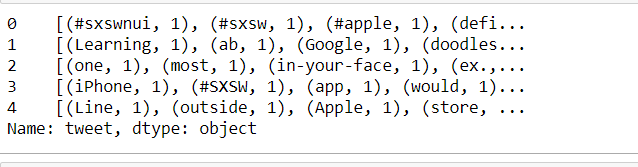 0 [(#sxswnui, 1), (#sxsw, 1), (#apple, 1), (defi...
1 [(Learning, 1), (ab, 1), (Google, 1), (doodles...
2 [(one, 1), (most, 1), (in-your-face, 1), (ex.,...
3 [(iPhone, 1), (#SXSW, 1), (app, 1), (would, 1)...
4 [(Line, 1), (outside, 1), (Apple, 1), (store, ...
Name: tweet, dtype: object